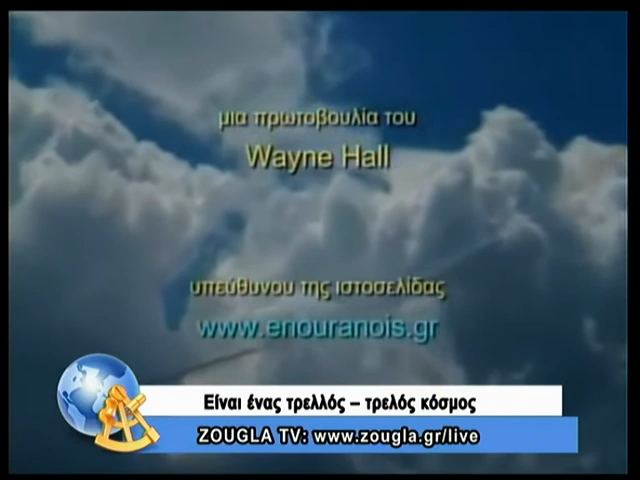 μια πρωτοβουλία του
Wayne Hall
υπεύθυνου της ιστοσελίδας
www.enouranois.gr
Είναι ένας τρελλός – τρελός κόσμος
ZOUGLA TV: www.zougla.gr/live